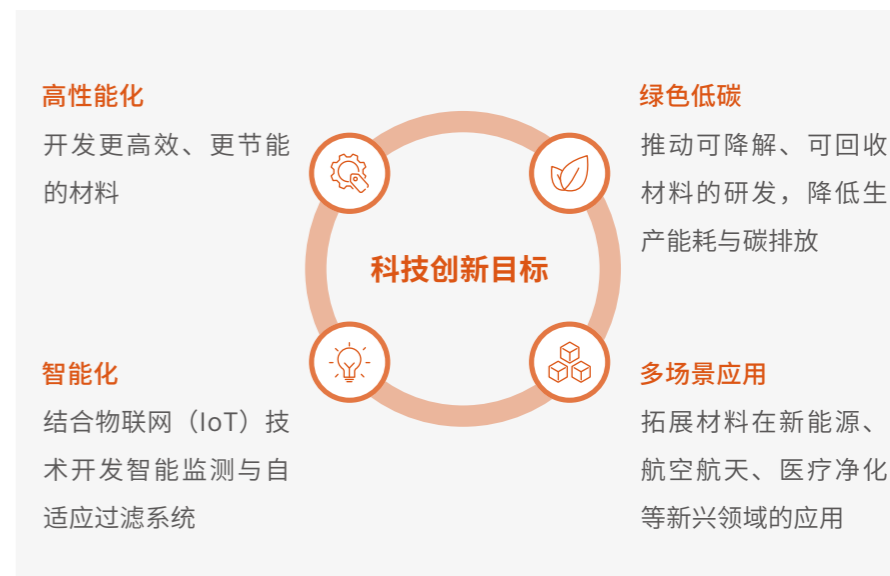 高性能化
开发更高效、更节能
的材料
绿色低碳
推动可降解、可回收
材料的研发，降低生
产能耗与碳排放
科技创新目标
智能化
结合物联网（IoT）技
术开发智能监测与自
适应过滤系统
多场景应用
拓展材料在新能源、
航空航天、医疗净化
等新兴领域的应用